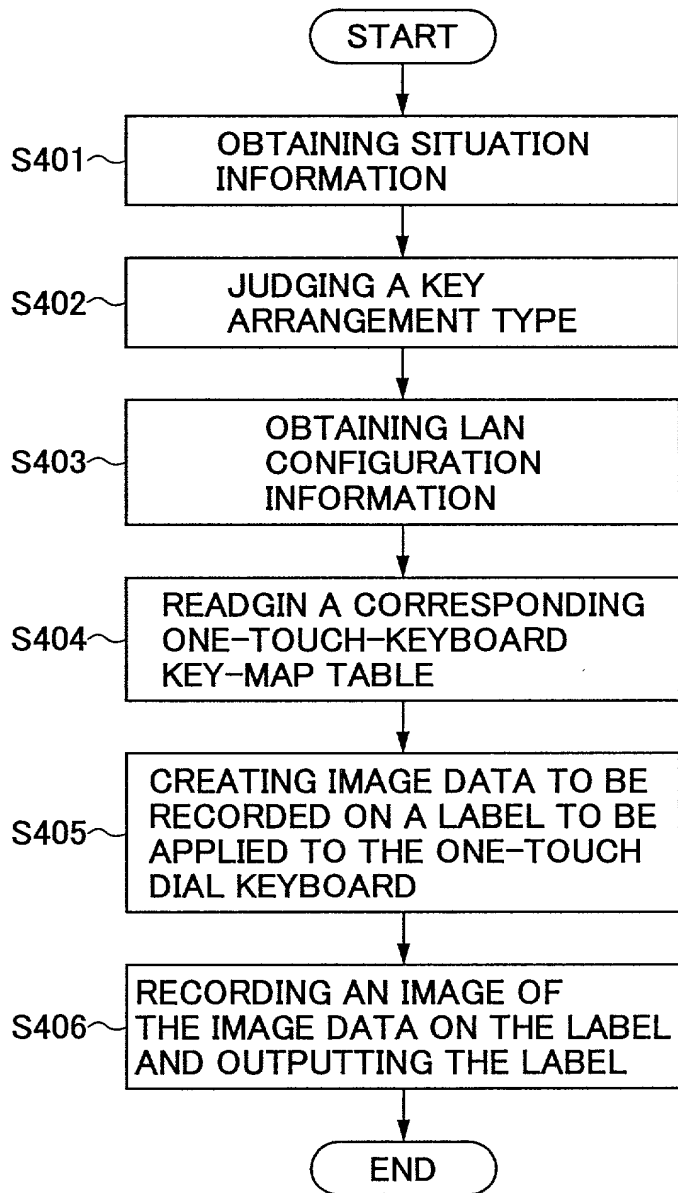 START
S401
OBTAINING SITUATION
INFORMATION
S402
JUDGING A KEY
ARRANGEMENT TYPE
S403
OBTAINING LAN
CONFIGURATION
INFORMATION
S404
READGIN A CORRESPONDING
ONE-TOUCH-KEYBOARD
KEY-MAP TABLE
S405
CREATING IMAGE DATA TO BE
RECORDED ON A LABEL TO BE
APPLIED TO THE ONE-TOUCH
DIAL KEYBOARD
S406
RECORDING AN IMAGE OF
THE IMAGE DATA ON THE LABEL
AND OUTPUTTING THE LABEL
END